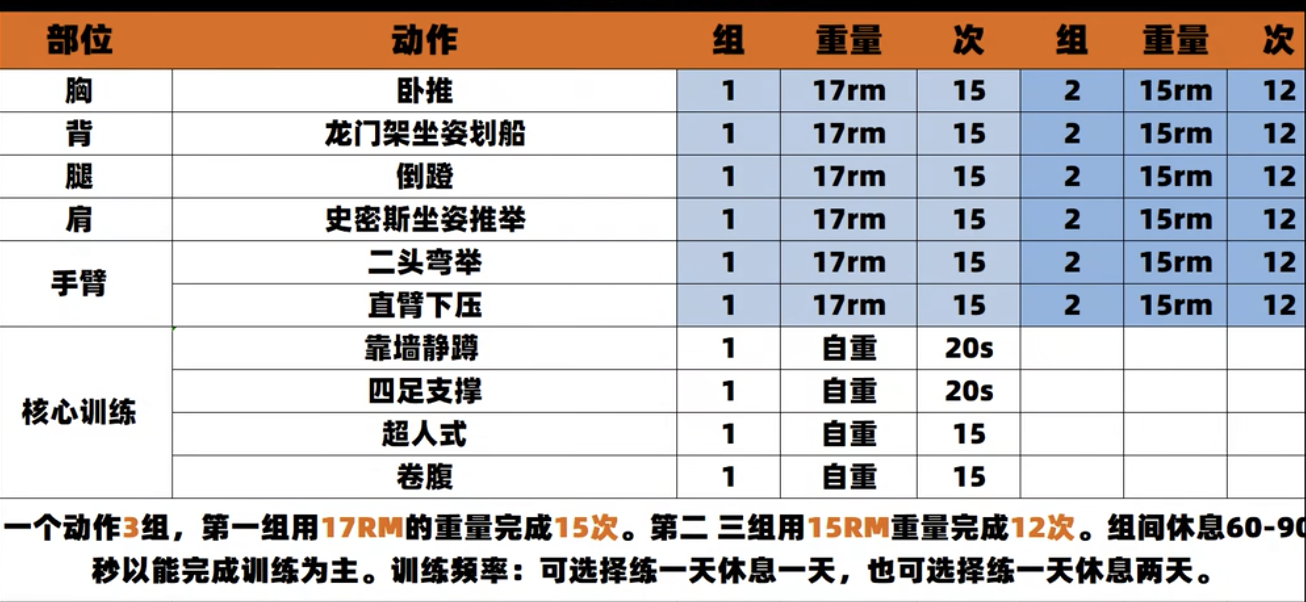 部位 动作 组 重量 次 组 重量 次
胸 卧推 1 17rm 15 2 15rm 12
背 龙门架坐姿划船 1 17rm 15 2 15rm 12
腿 倒蹬 1 17rm 15 2 15rm 12
肩 史密斯坐姿推举 1 17rm 15 2 15rm 12
手臂 二头弯举 1 17rm 15 2 15rm 12
直臂下压 1 17rm 15 2 15rm 12
核心训练 靠墙静蹲 1 自重 20s
四足支撑 1 自重 20s
超人式 1 自重 15
卷腹 1 自重 15
一个动作3组，第一组用17RM的重量完成15次。第二 三组用15RM重量完成12次。组间休息60-90
秒以能完成训练为主。训练频率：可选择练一天休息一天，也可选择练一天休息两天。